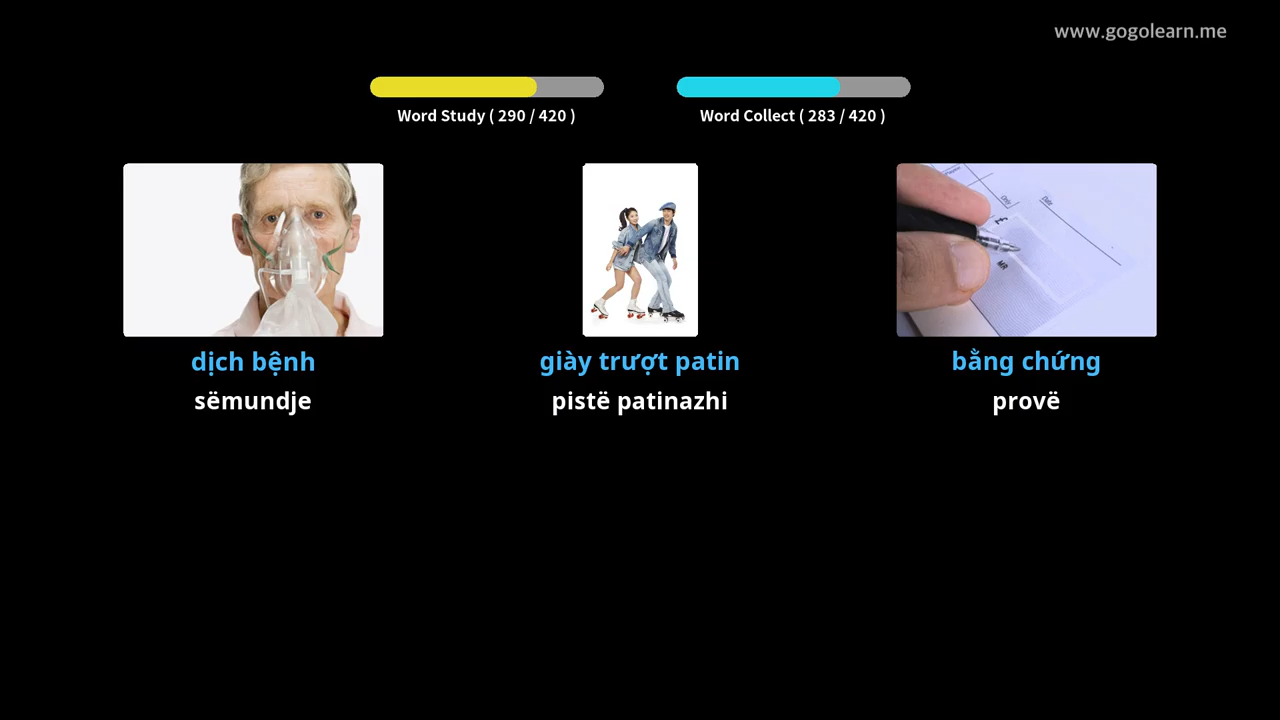 www.gogolearn.me
Word Study ( 290 / 420 )
Word Collect ( 283 / 420 )
dịch bệnh
giày trượt patin
bằng chứng
sëmundje
pistë patinazhi
provë